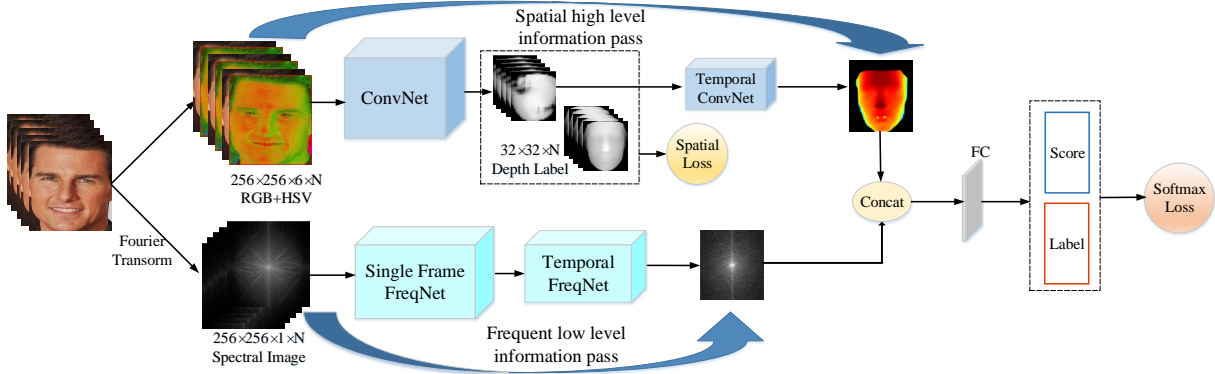 Spatial high level
information pass
ConvNet
Temporal
ConvNet
256×256×6×N
RGB+HSV
32×32×N
Depth Label
Spatial
Loss
FC
Score
Label
Concat
Softmax
Loss
Fourier
Transorm
Single Frame
FreqNet
Temporal
FreqNet
256×256×1×N
Spectral Image
Frequent low level
information pass